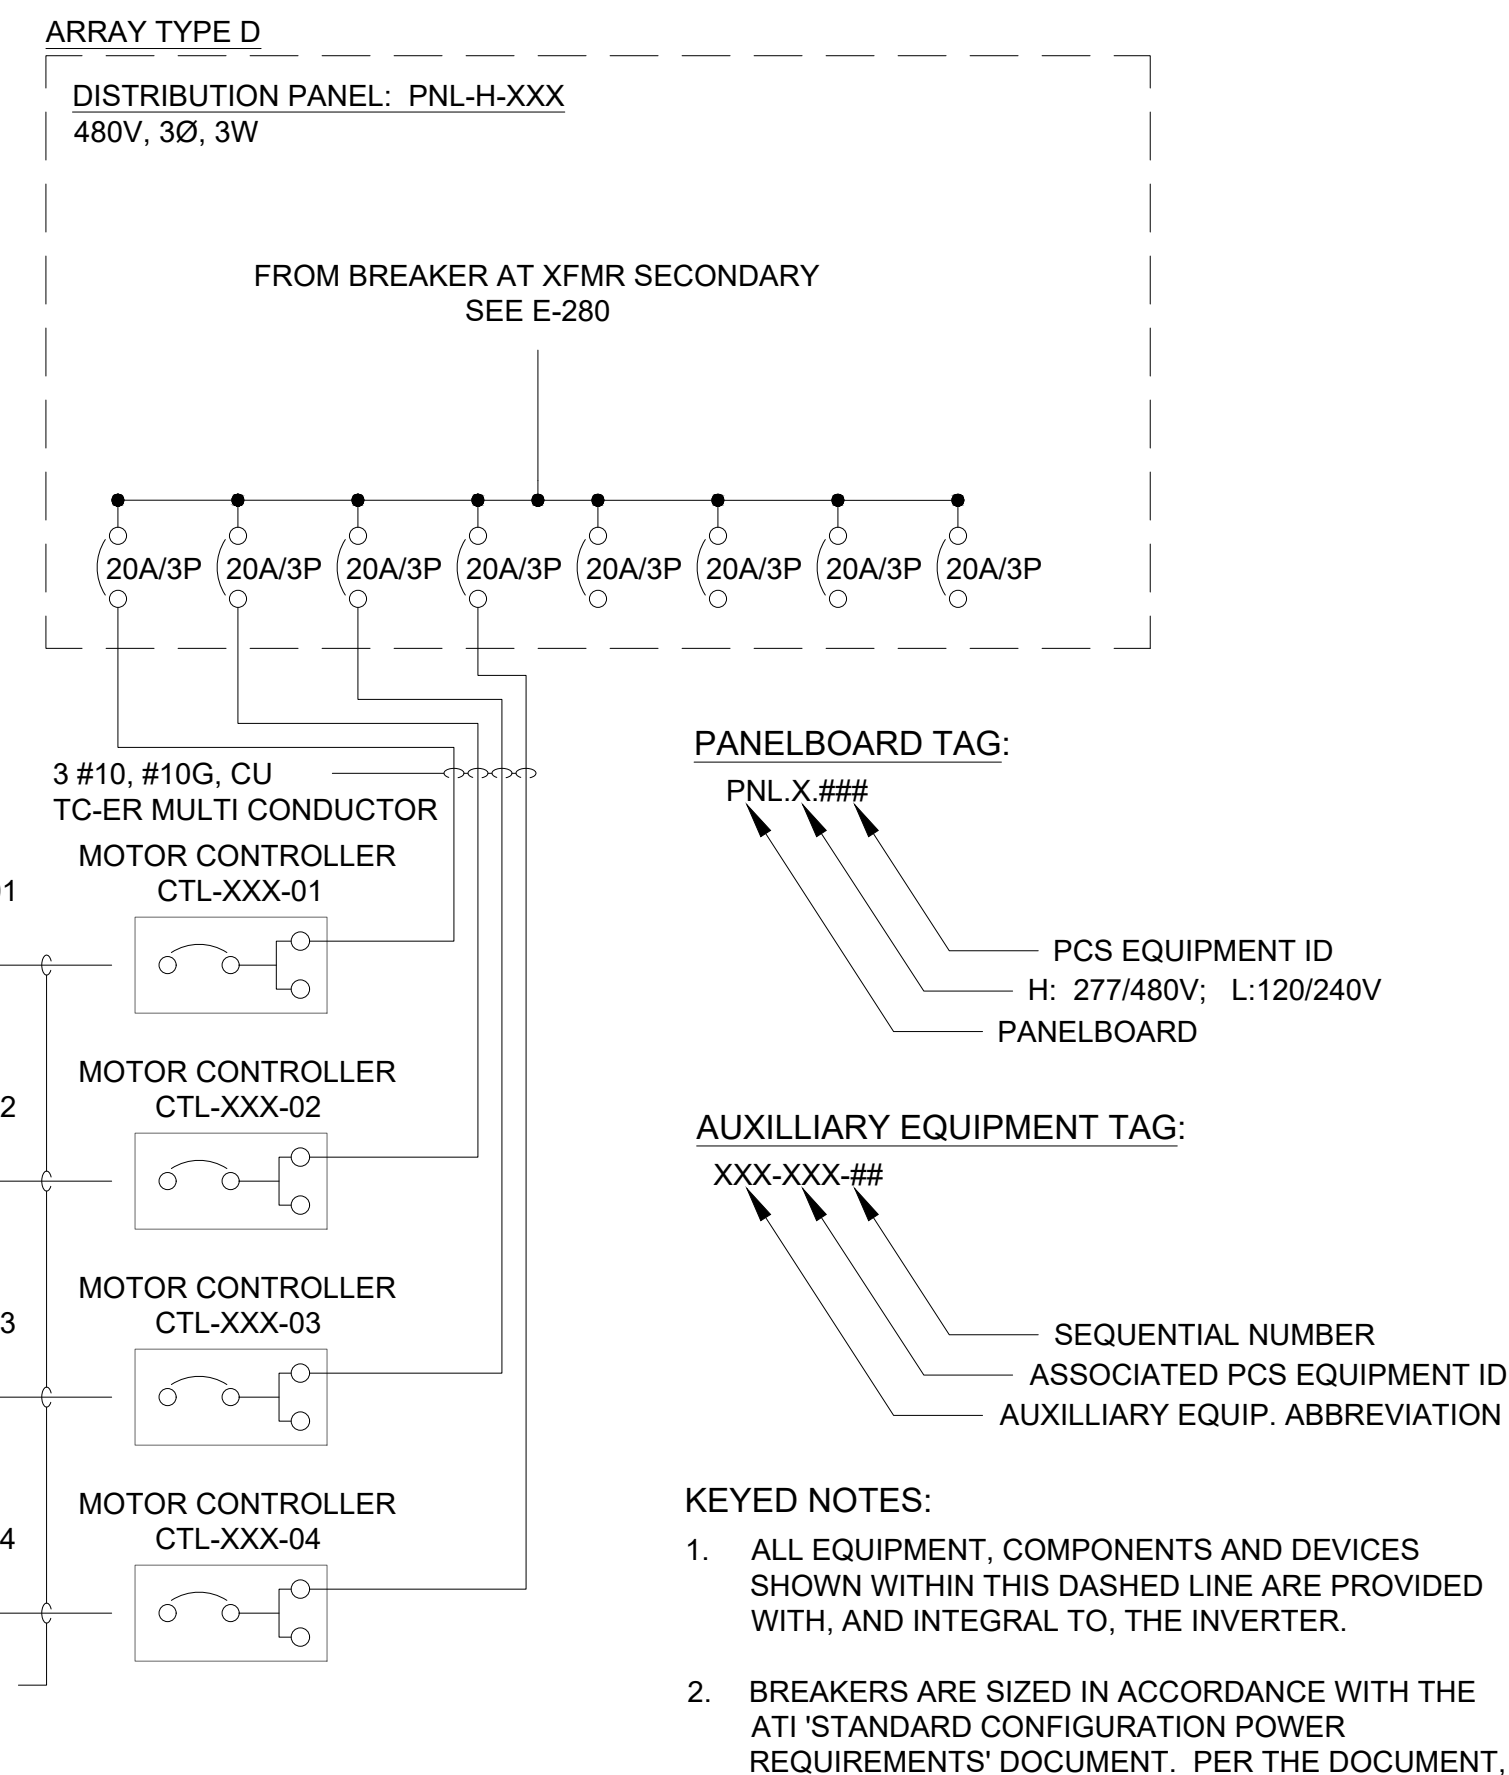 ARRAY TYPE D
DISTRIBUTION PANEL: PNL-H-XXX
480V, 3Ø, 3W
FROM BREAKER AT XFMR SECONDARY
SEE E-280
20A/3P 20A/3P 20A/3P 20A/3P 20A/3P 20A/3P 20A/3P 20A/3P
3 #10, #10G, CU
TC-ER MULTI CONDUCTOR
MOTOR CONTROLLER
CTL-XXX-01
1
MOTOR CONTROLLER
CTL-XXX-02
2
MOTOR CONTROLLER
CTL-XXX-03
3
MOTOR CONTROLLER
CTL-XXX-04
4
PANELBOARD TAG:
PNL.X.###
PCS EQUIPMENT ID
H: 277/480V; L:120/240V
PANELBOARD
AUXILLIARY EQUIPMENT TAG:
XXX-XXX-##
SEQUENTIAL NUMBER
ASSOCIATED PCS EQUIPMENT ID
AUXILLIARY EQUIP. ABBREVIATION
KEYED NOTES:
1. ALL EQUIPMENT, COMPONENTS AND DEVICES
SHOWN WITHIN THIS DASHED LINE ARE PROVIDED
WITH, AND INTEGRAL TO, THE INVERTER.
2. BREAKERS ARE SIZED IN ACCORDANCE WITH THE
ATI 'STANDARD CONFIGURATION POWER
REQUIREMENTS' DOCUMENT. PER THE DOCUMENT,